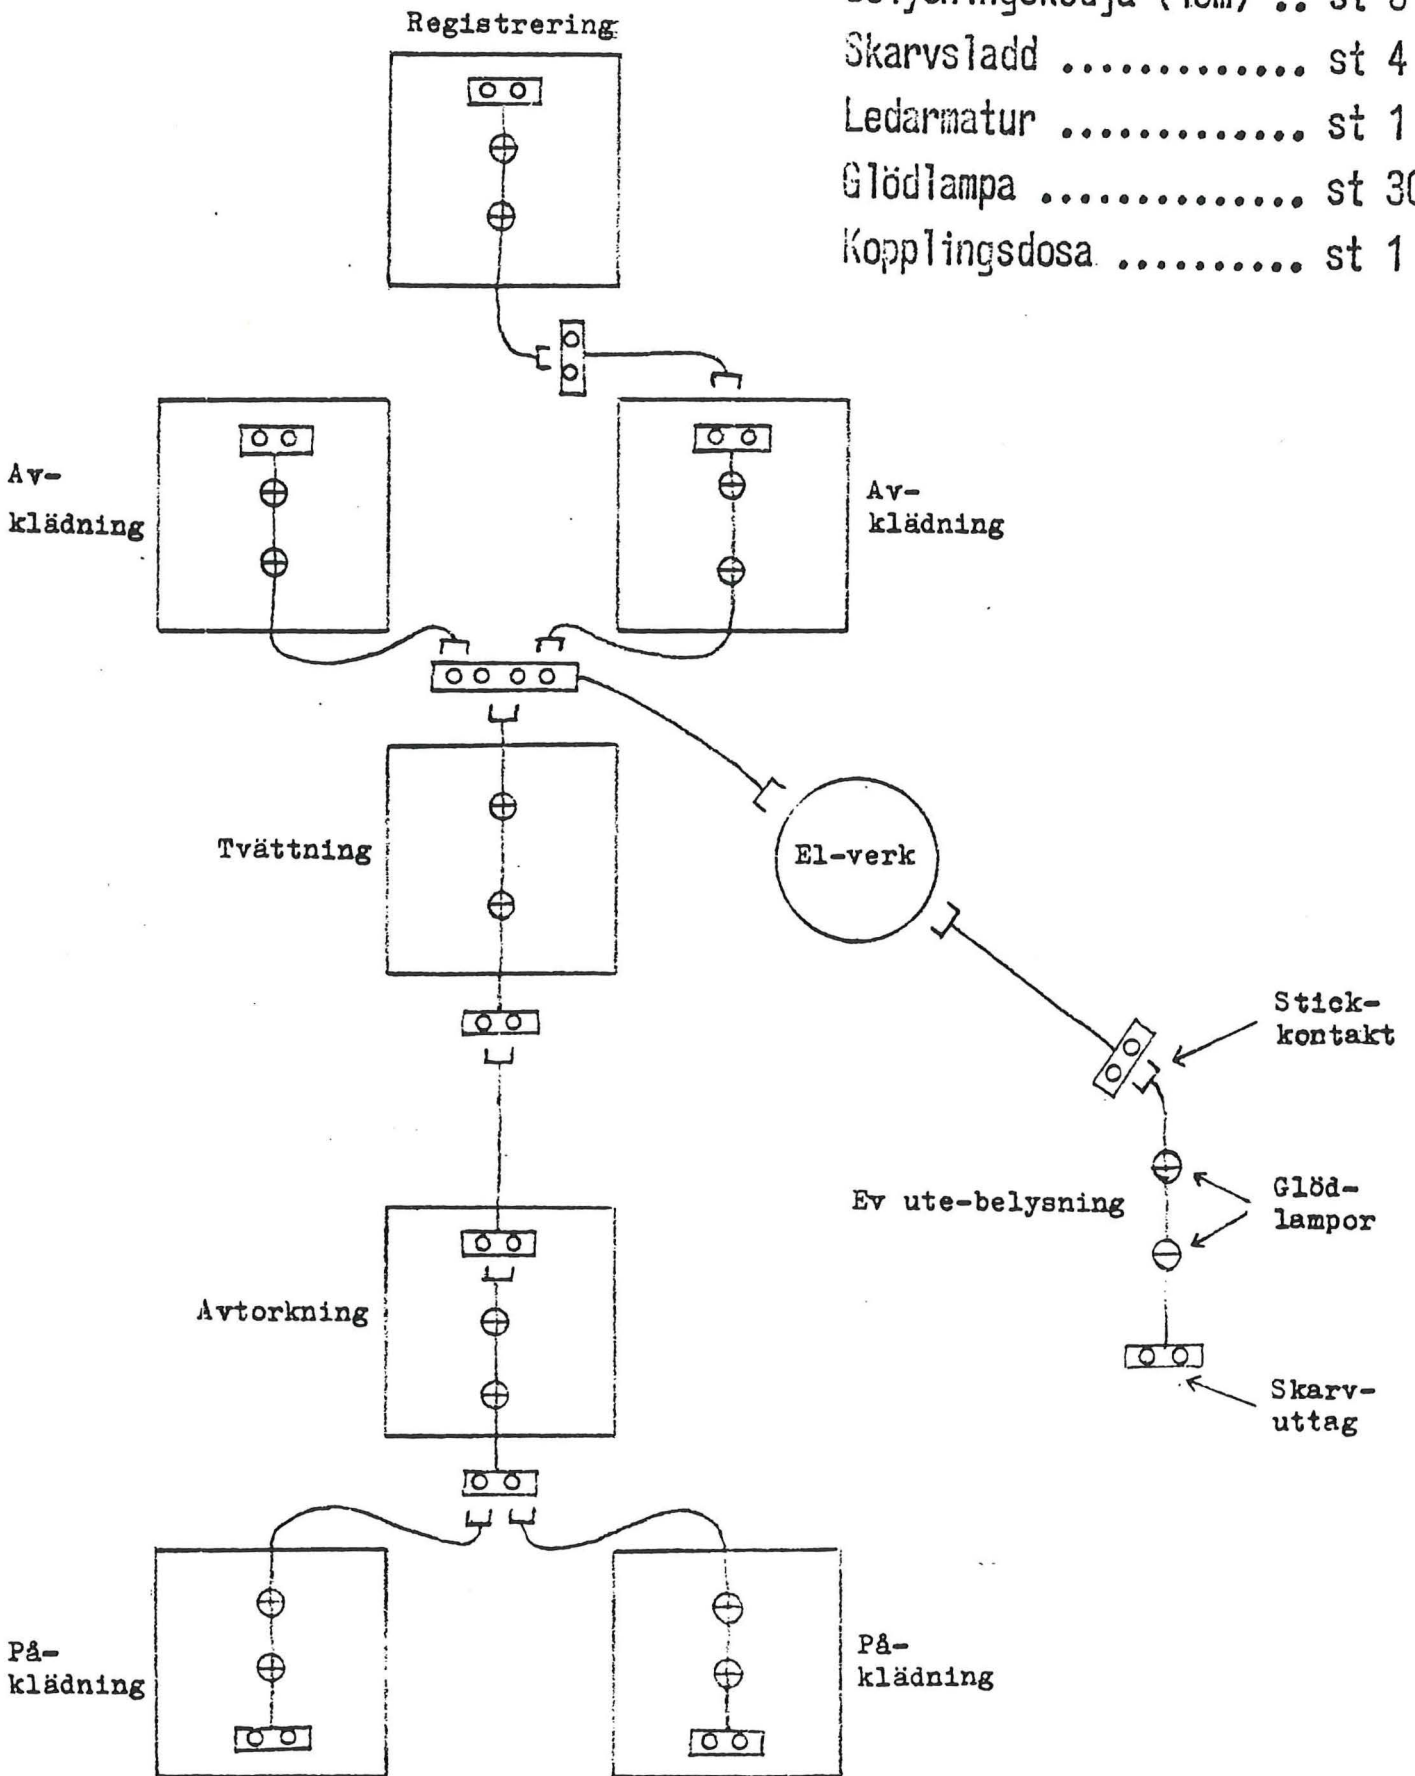 Registrering
Skarvsladd ............. st 4
Ledarmatur ............. st 1
Glödlampa .............. st 30
Kopplingsdosa .......... st 1
Av-
klädning
Av-
klädning
Tvättning
El-verk
Stick-
kontakt
Ev ute-belysning
Glöd-
lampor
Avtorkning
Skarv-
uttag
På-
klädning
På-
klädning